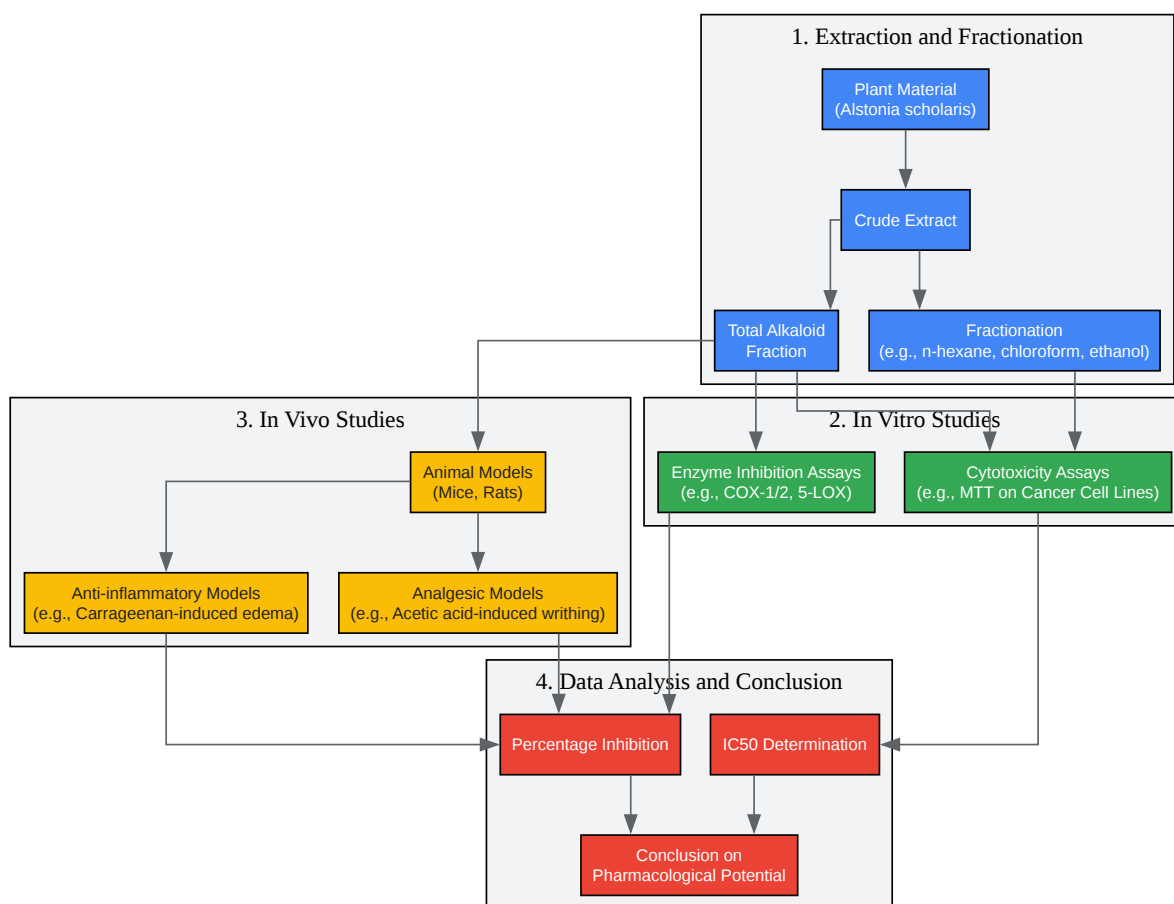 1. Extraction and Fractionation
Plant Material
(Alstonia scholaris)
Crude Extract
Total Alkaloid
Fraction
Fractionation
(e.g., n-hexane, chloroform, ethanol)
3. In Vivo Studies
Animal Models
(Mice, Rats)
Anti-inflammatory Models
(e.g., Carrageenan-induced edema)
Analgesic Models
(e.g., Acetic acid-induced writhing)
2. In Vitro Studies
Enzyme Inhibition Assays
(e.g., COX-1/2, 5-LOX)
Cytotoxicity Assays
(e.g., MTT on Cancer Cell Lines)
4. Data Analysis and Conclusion
Percentage Inhibition
IC50 Determination
Conclusion on
Pharmacological Potential